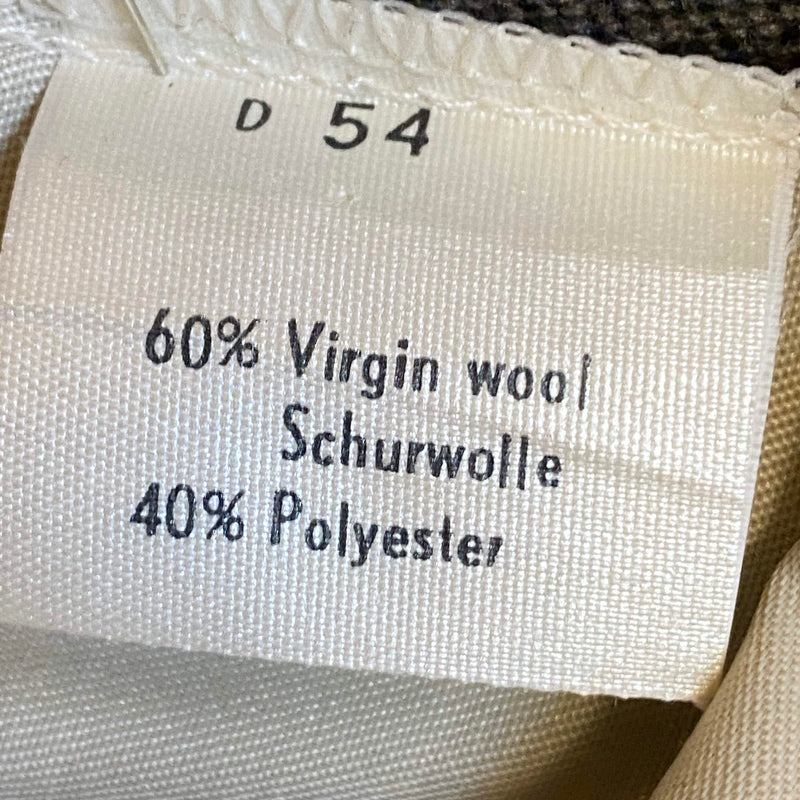 D 54
60% Virgin wool
Schurwolle
40% Polyester